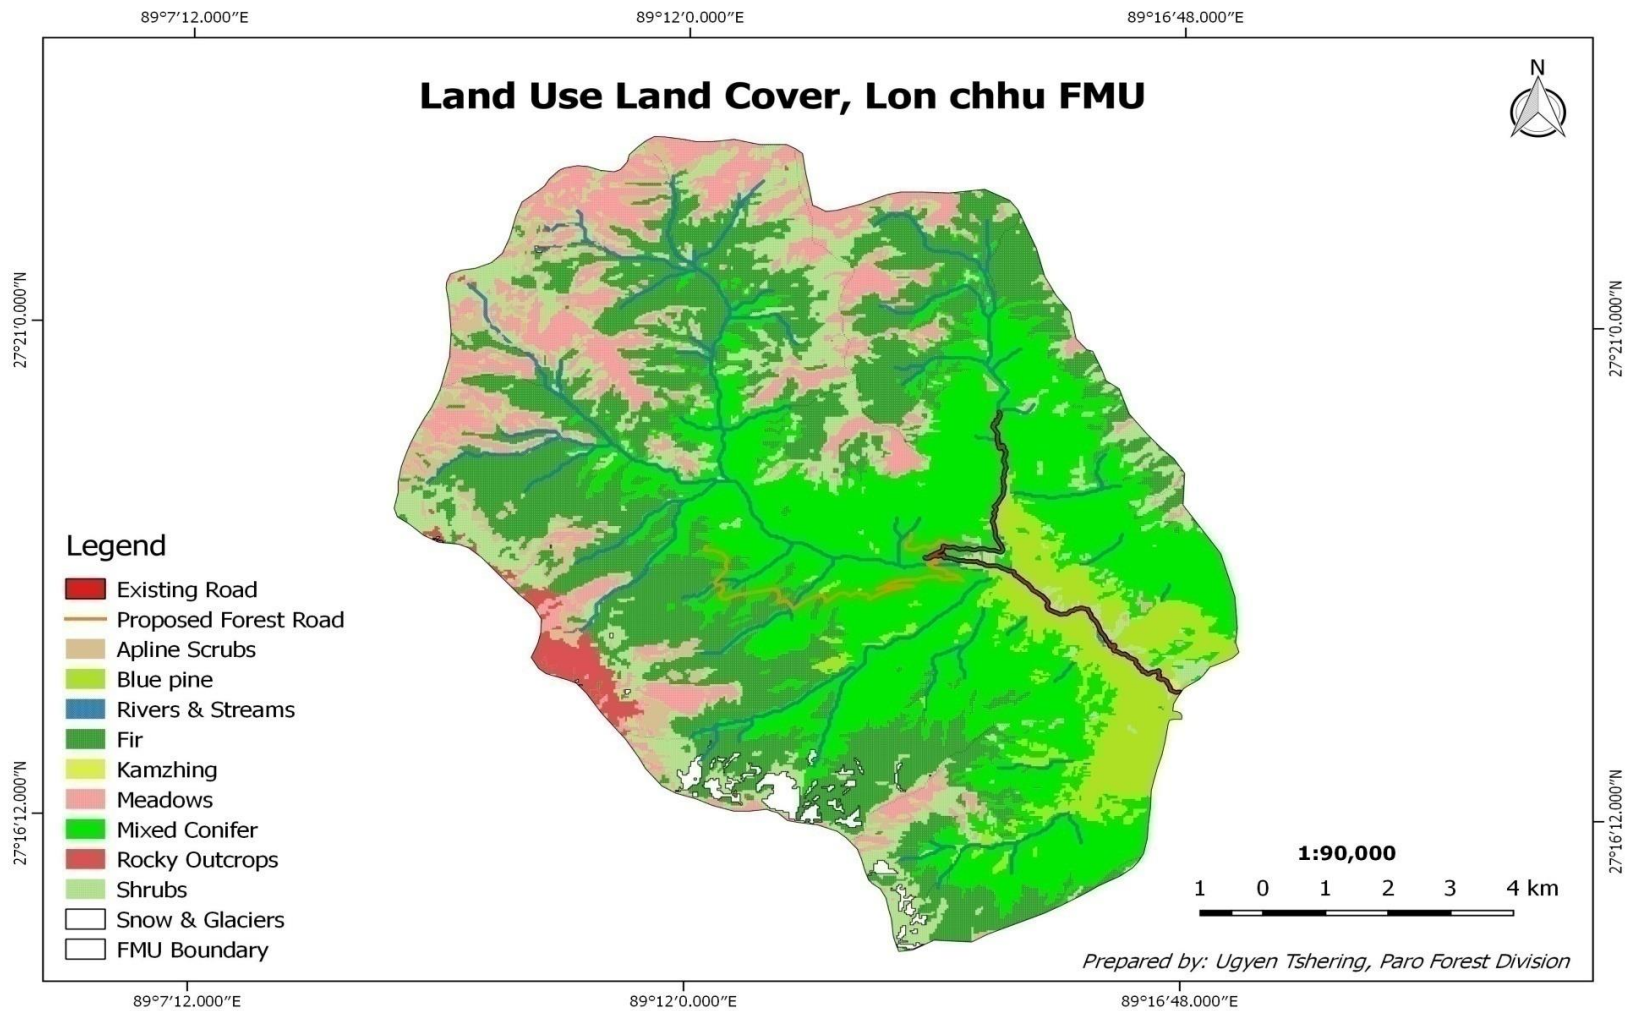 89°7′12.000″E 89°12′0.000″E 89°16′48.000″E
Land Use Land Cover, Lon chhu FMU
N
27°21′0.000″N
27°21′0.000″N
Legend
Existing Road
Proposed Forest Road
Apline Scrubs
Blue pine
Rivers & Streams
Fir
Kamzhing
Meadows
Mixed Conifer
Rocky Outcrops
Shrubs
Snow & Glaciers
FMU Boundary
27°16′12.000″N
27°16′12.000″N
1:90,000
1 0 1 2 3 4 km
Prepared by: Ugyen Tshering, Paro Forest Division
89°7′12.000″E 89°12′0.000″E 89°16′48.000″E